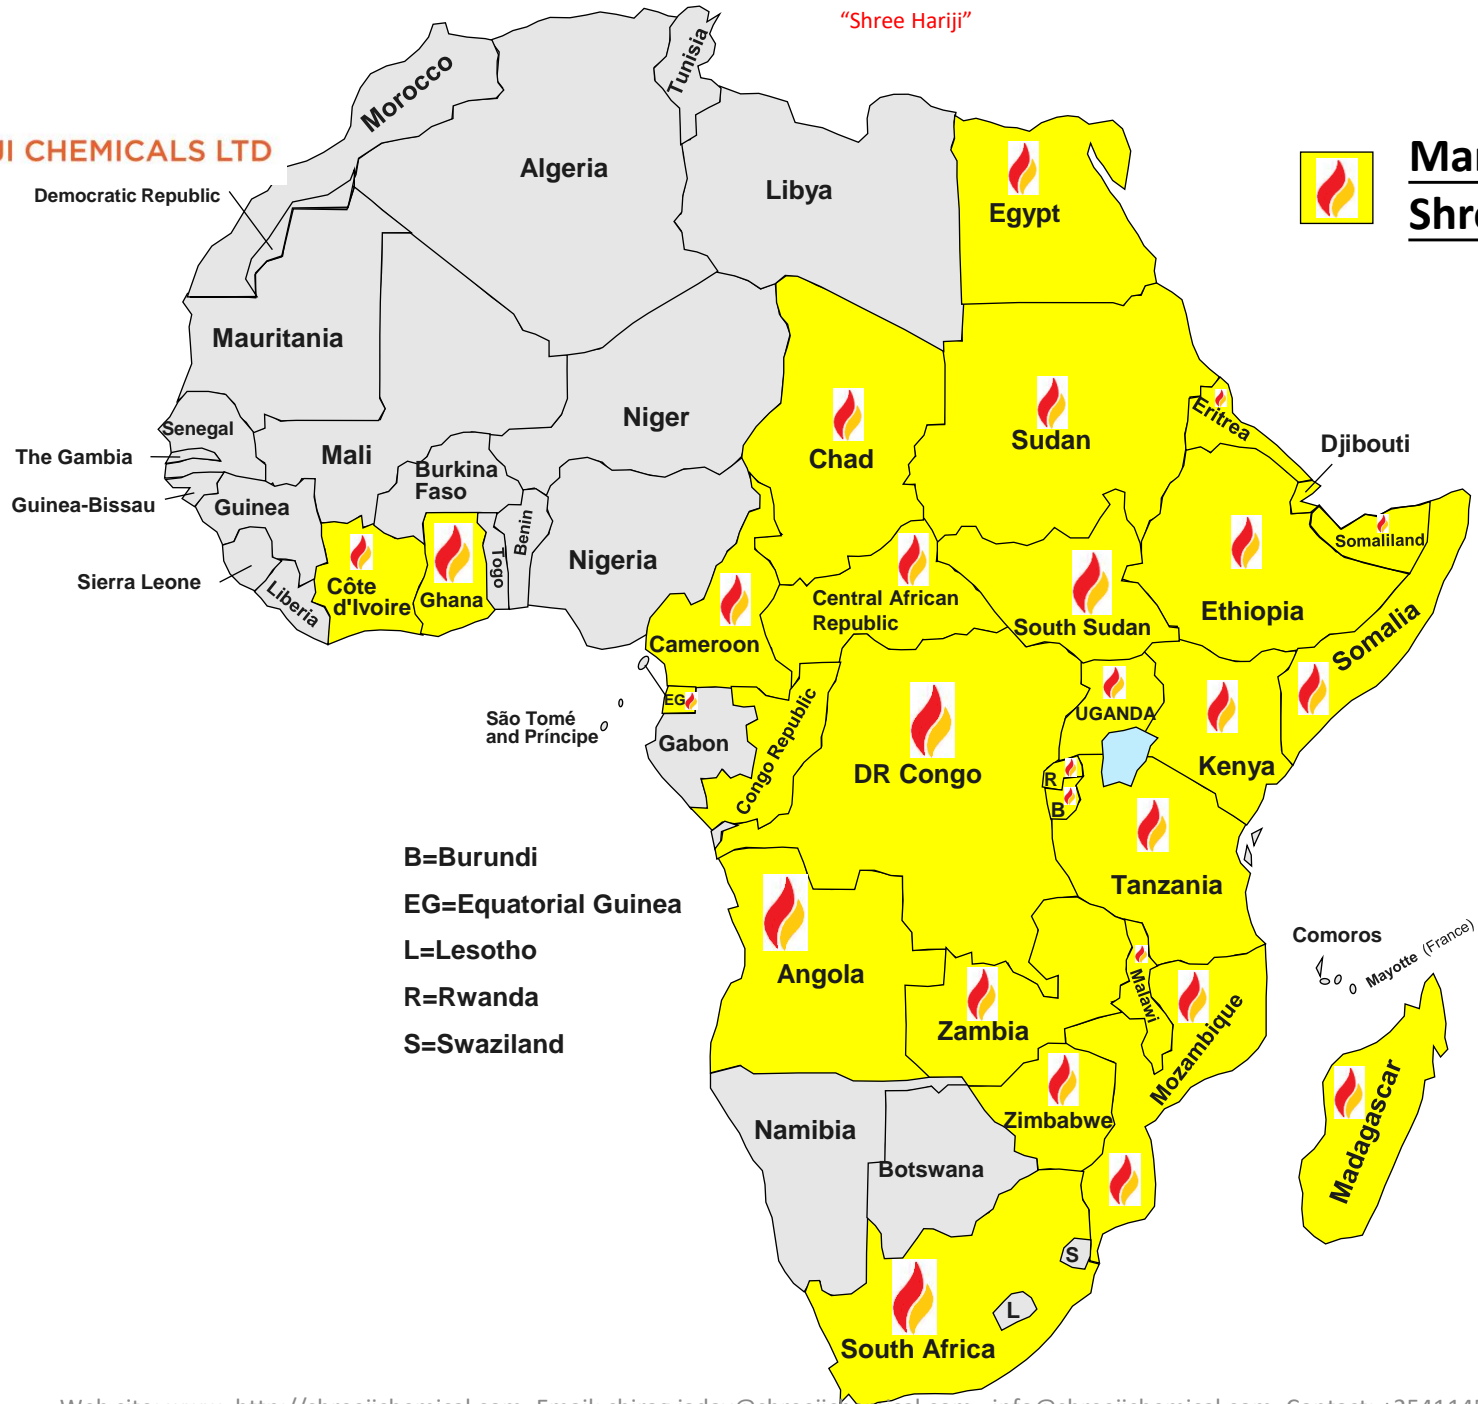 “Shree Hariji”
JI CHEMICALS LTD
Democratic Republic
Morocco
Tunisia
Algeria
Libya
Egypt
Mauritania
Niger
Mali
Chad
Sudan
Eritrea
Djibouti
Senegal
The Gambia
Guinea-Bissau
Guinea
Burkina
Faso
Benin
Togo
Nigeria
Sierra Leone
Liberia
Côte
d'Ivoire
Ghana
Cameroon
Central African
Republic
South Sudan
Ethiopia
Somaliland
Somalia
EG
São Tomé
and Príncipe
Gabon
Congo Republic
DR Congo
UGANDA
Kenya
R
B
Tanzania
B=Burundi
EG=Equatorial Guinea
L=Lesotho
R=Rwanda
S=Swaziland
Angola
Zambia
Malawi
Mozambique
Comoros
Mayotte (France)
Madagascar
Zimbabwe
Namibia
Botswana
S
L
South Africa
Shr